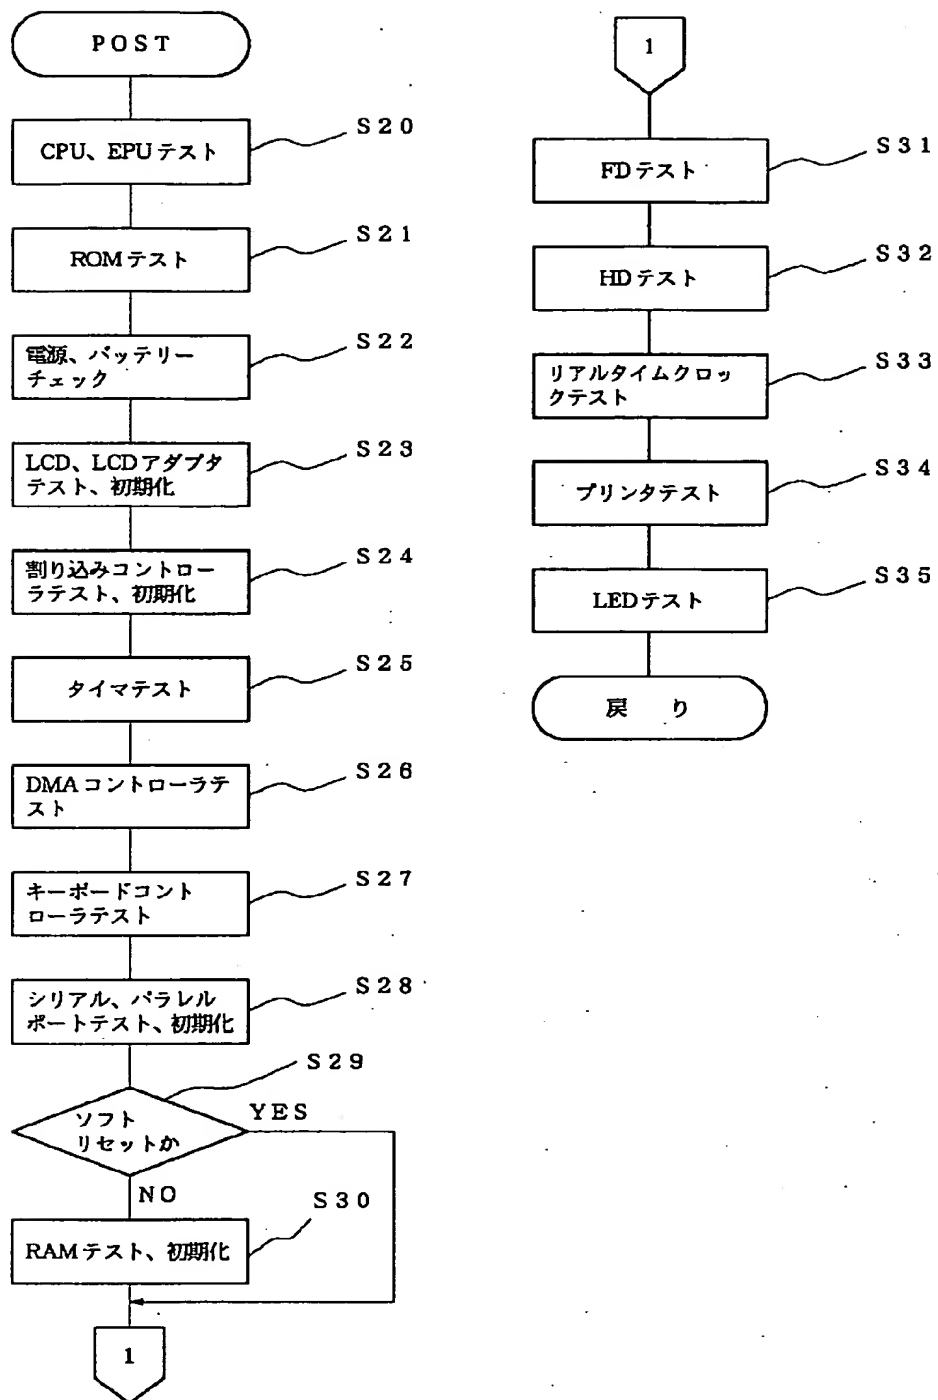 POST
CPU、EPUテスト
S20
ROMテスト
S21
電源、バッテリー
チェック
S22
LCD、LCDアダプタ
テスト、初期化
S23
割り込みコントロー
ラテスト、初期化
S24
タイマテスト
S25
DMAコントローラテ
スト
S26
キーボードコント
ローラテスト
S27
シリアル、パラレル
ポートテスト、初期化
S28
S29
ソフト
リセットか
YES
NO
S30
RAMテスト、初期化
1
1
FDテスト
S31
HDテスト
S32
リアルタイムクロッ
クテスト
S33
プリンタテスト
S34
LEDテスト
S35
戻 り